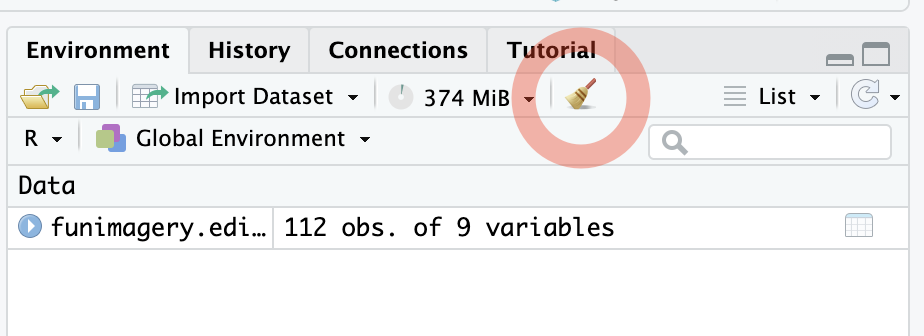 Environment History Connections Tutorial
Import Dataset 374 MiB List
R Global Environment
Data
funimagery.edi… 112 obs. of 9 variables